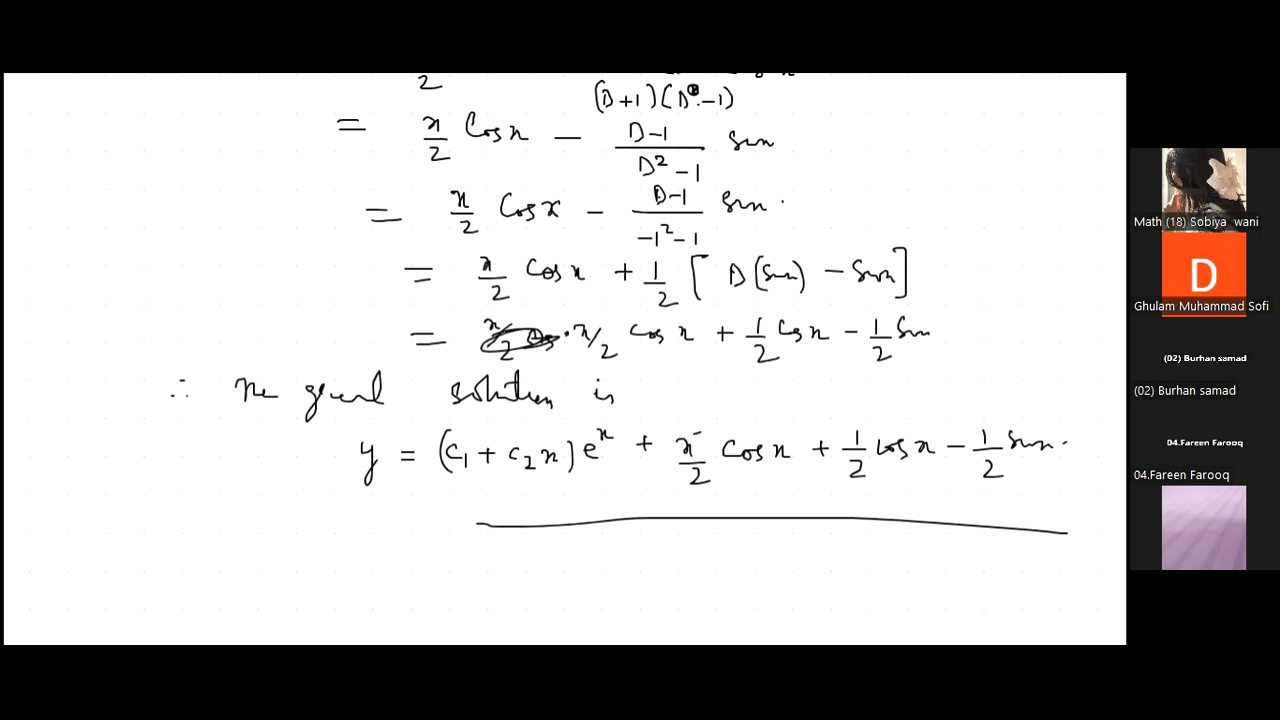 2
(D+1)(D-1)
= x/2 Cos x - (D-1)/(D² -1) Sin x
= x/2 Cos x - (D-1)/(-1² -1) Sin x.
= x/2 Cos x + 1/2 [ D(Sin x) - Sin x]
= x/2 Cos x + 1/2 Cos x - 1/2 Sin x
∴ The general solution is
y = (C₁ + C₂x)eˣ + x/2 Cos x + 1/2 Cos x - 1/2 Sin x.
Math (18) Sobiya wani
D
Ghulam Muhammad Sofi
(02) Burhan samad
(02) Burhan samad
04.Fareen Farooq
04.Fareen Farooq